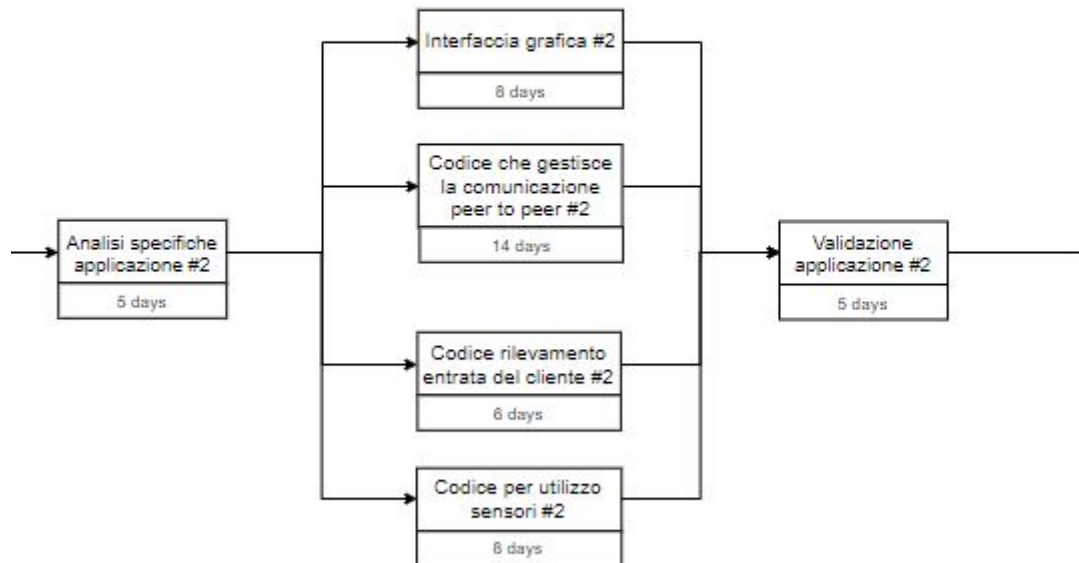 Interfaccia grafica #2
8 days
Codice che gestisce
la comunicazione
peer to peer #2
14 days
Analisi specifiche
applicazione #2
5 days
Validazione
applicazione #2
5 days
Codice rilevamento
entrata del cliente #2
6 days
Codice per utilizzo
sensori #2
8 days